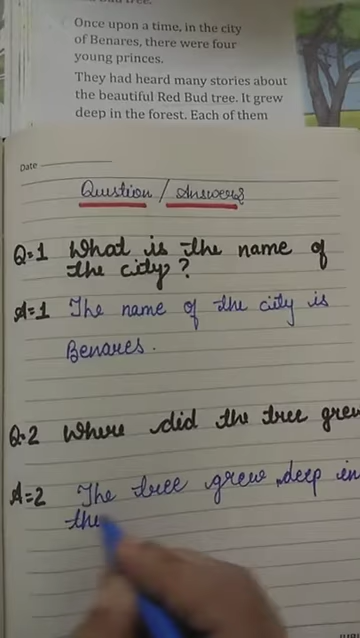 Once upon a time, in the city
of Benares, there were four
young princes.
They had heard many stories about
the beautiful Red Bud tree. It grew
deep in the forest. Each of them
Date
Question / Answers
Q=1 What is the name of
the city?
A=1 The name of the city is
Benares.
Q.2 Where did the tree grew
A=2 The tree grew deep in
the